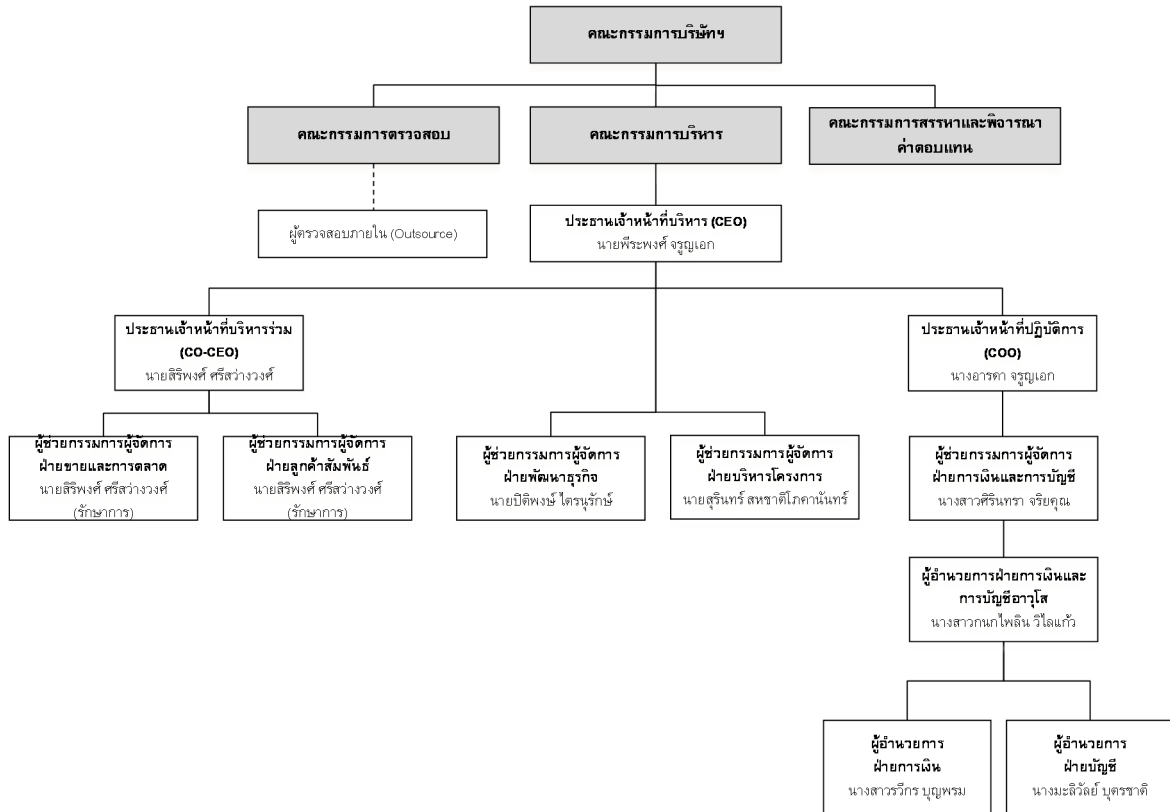 คณะกรรมการบริษัทฯ
คณะกรรมการตรวจสอบ
คณะกรรมการบริหาร
คณะกรรมการสรรหาและพิจารณา
ค่าตอบแทน
ผู้ตรวจสอบภายใน (Outsource)
ประธานเจ้าหน้าที่บริหาร (CEO)
นายพีระพงศ์ จรูญเอก
ประธานเจ้าหน้าที่บริหารร่วม
(CO-CEO)
นายสิริพงศ์ ศรีสว่างวงศ์
ประธานเจ้าหน้าที่ปฏิบัติการ
(COO)
นางอารดา จรูญเอก
ผู้ช่วยกรรมการผู้จัดการ
ฝ่ายขายและการตลาด
นายสิริพงศ์ ศรีสว่างวงศ์
(รักษาการ)
ผู้ช่วยกรรมการผู้จัดการ
ฝ่ายลูกค้าสัมพันธ์
นายสิริพงศ์ ศรีสว่างวงศ์
(รักษาการ)
ผู้ช่วยกรรมการผู้จัดการ
ฝ่ายพัฒนาธุรกิจ
นายปิติพงษ์ ไตรนุรักษ์
ผู้ช่วยกรรมการผู้จัดการ
ฝ่ายบริหารโครงการ
นายสุรินทร์ สหชาติโภคานันทร์
ผู้ช่วยกรรมการผู้จัดการ
ฝ่ายการเงินและการบัญชี
นางสาวศิรินทรา จริยคุณ
ผู้อำนวยการฝ่ายการเงินและ
การบัญชีอาวุโส
นางสาวกนกไพลิน วิไลแก้ว
ผู้อำนวยการ
ฝ่ายการเงิน
นางสาวรวีกร บุญพรม
ผู้อำนวยการ
ฝ่ายบัญชี
นางมะลิวัลย์ บุตรชาติ